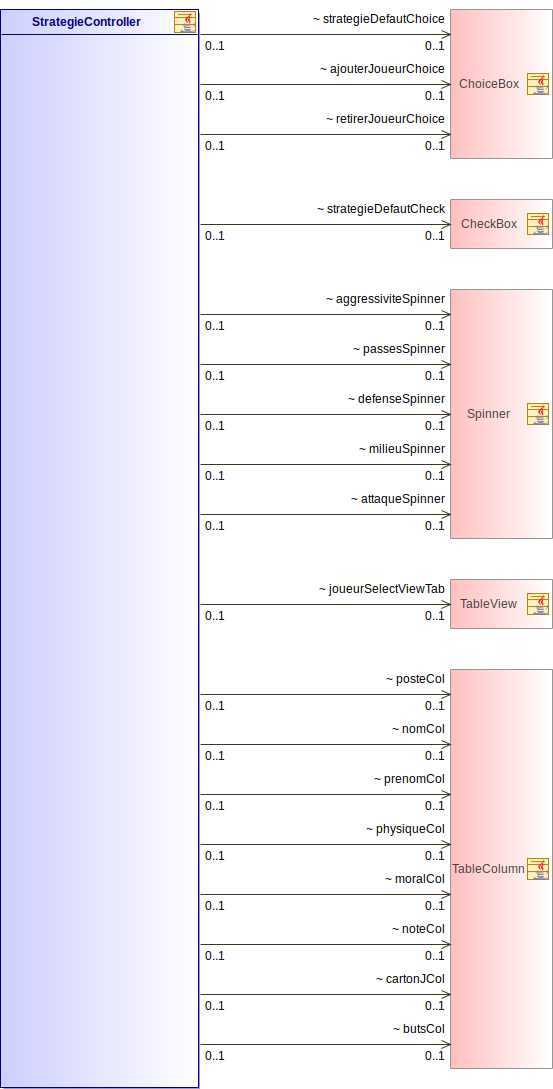 StrategieController
~ strategieDefautChoice
0..1 0..1
~ ajouterJoueurChoice
ChoiceBox
0..1 0..1
~ retirerJoueurChoice
0..1 0..1
~ strategieDefautCheck
CheckBox
0..1 0..1
~ aggressiviteSpinner
0..1 0..1
~ passesSpinner
0..1 0..1
~ defenseSpinner
Spinner
0..1 0..1
~ milieuSpinner
0..1 0..1
~ attaqueSpinner
0..1 0..1
~ joueurSelectViewTab
TableView
0..1 0..1
~ posteCol
0..1 0..1
~ nomCol
0..1 0..1
~ prenomCol
0..1 0..1
~ physiqueCol
0..1 0..1
TableColumn
~ moralCol
0..1 0..1
~ noteCol
0..1 0..1
~ cartonJCol
0..1 0..1
~ butsCol
0..1 0..1